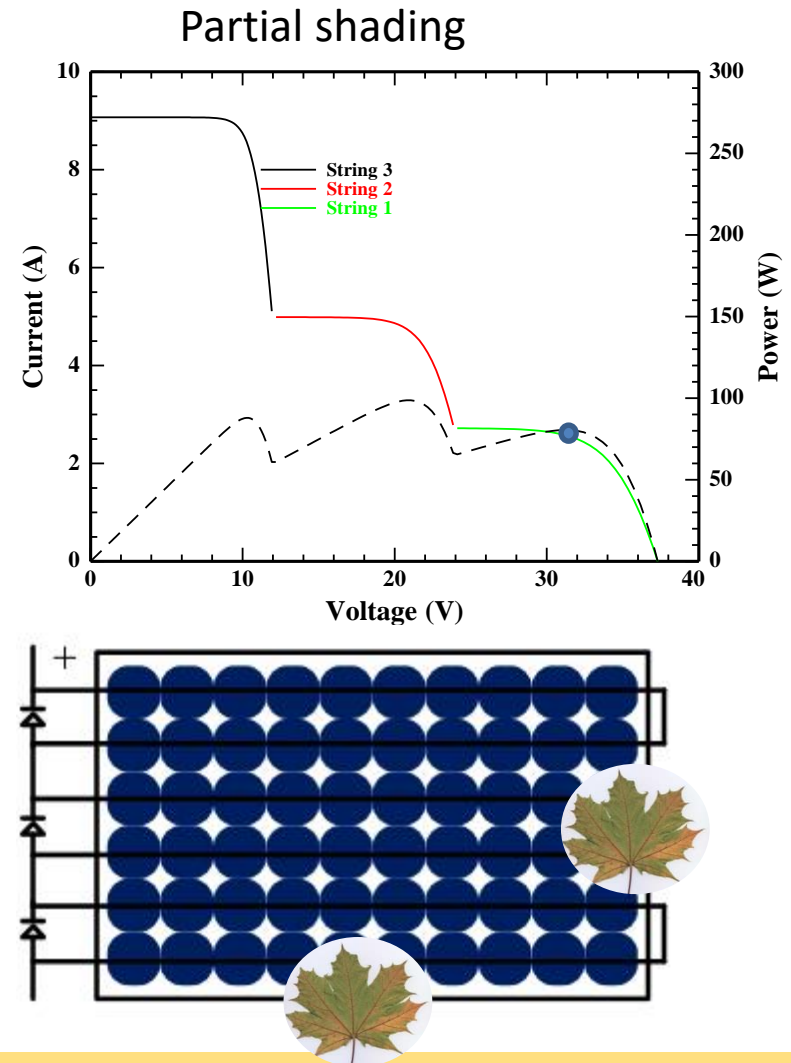 Partial shading
10
8
6
4
2
0
Current (A)
String 3
String 2
String 1
300
250
200
150
100
50
0
Power (W)
0 10 20 30 40
Voltage (V)
+